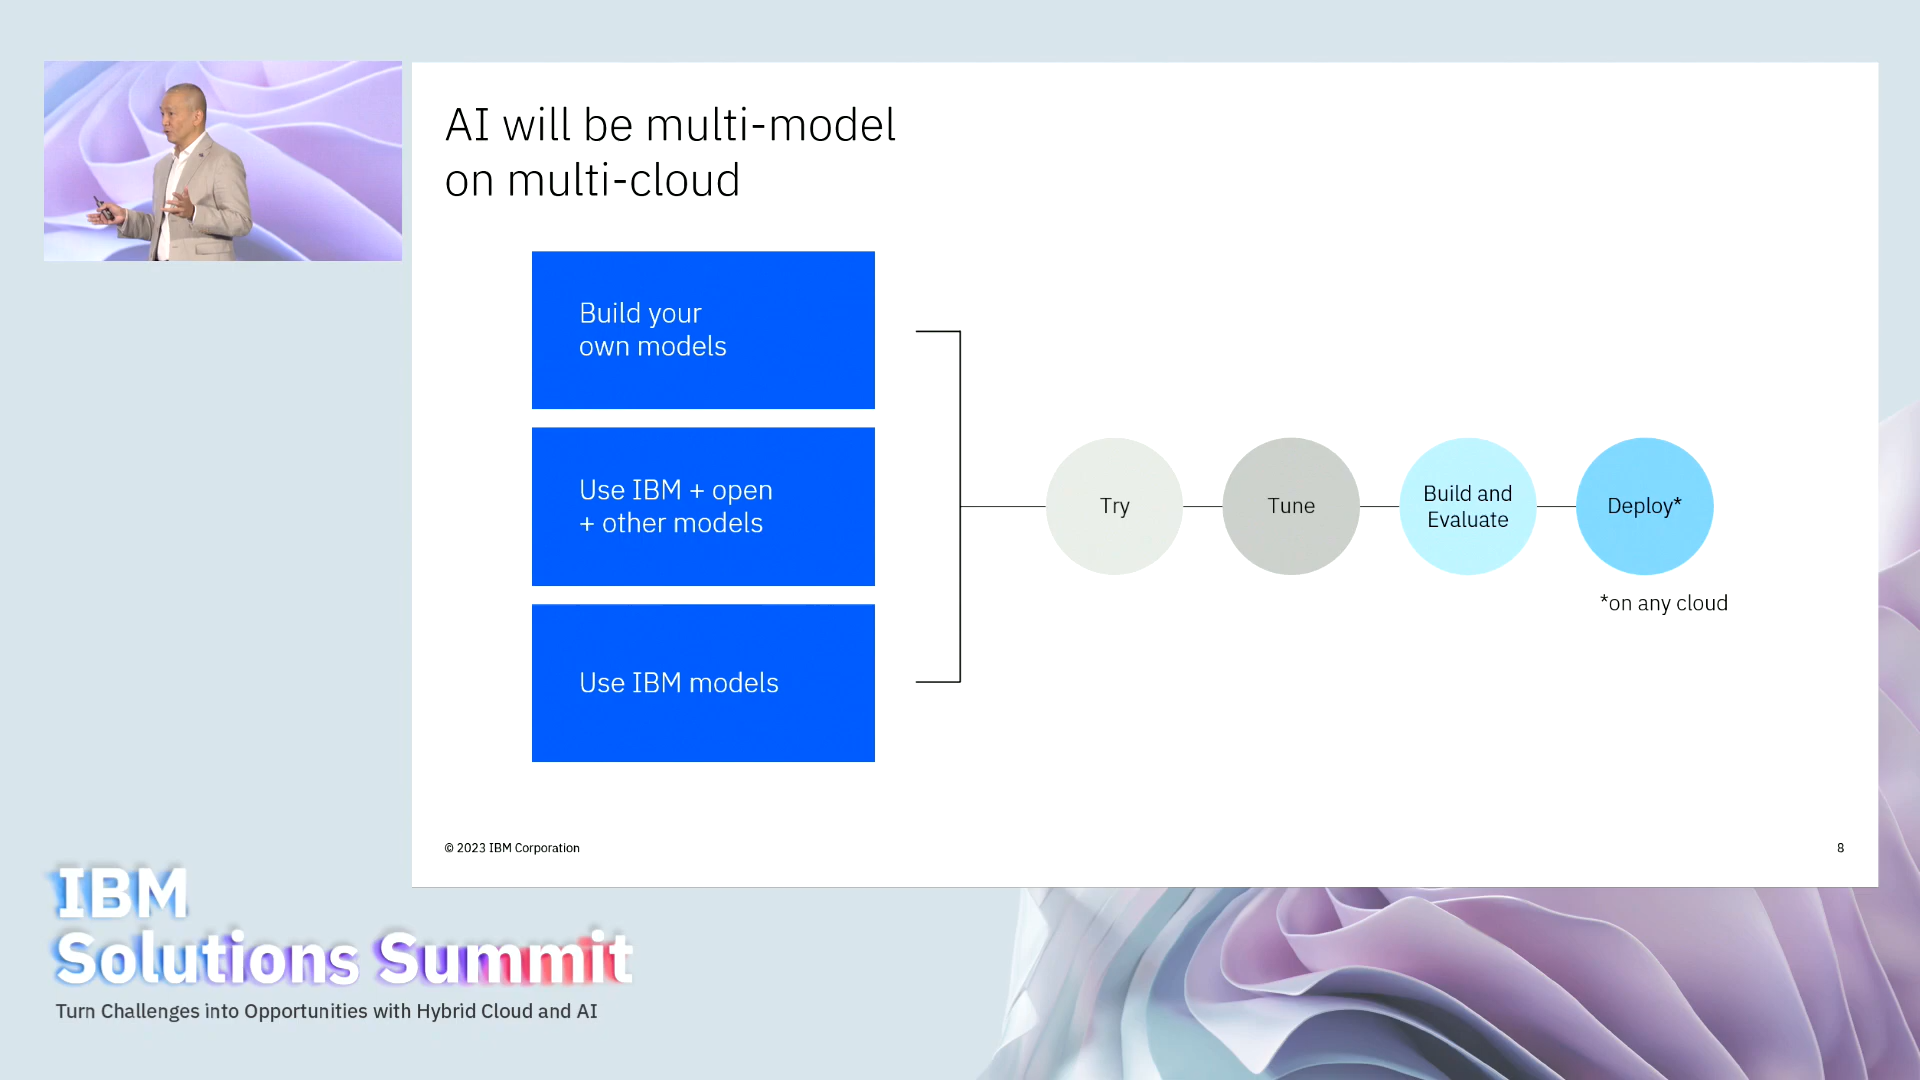 AI will be multi-model
on multi-cloud
Build your
own models
Use IBM + open
+ other models
Use IBM models
Try
Tune
Build and
Evaluate
Deploy*
*on any cloud
© 2023 IBM Corporation
8
IBM
Solutions Summit
Turn Challenges into Opportunities with Hybrid Cloud and AI